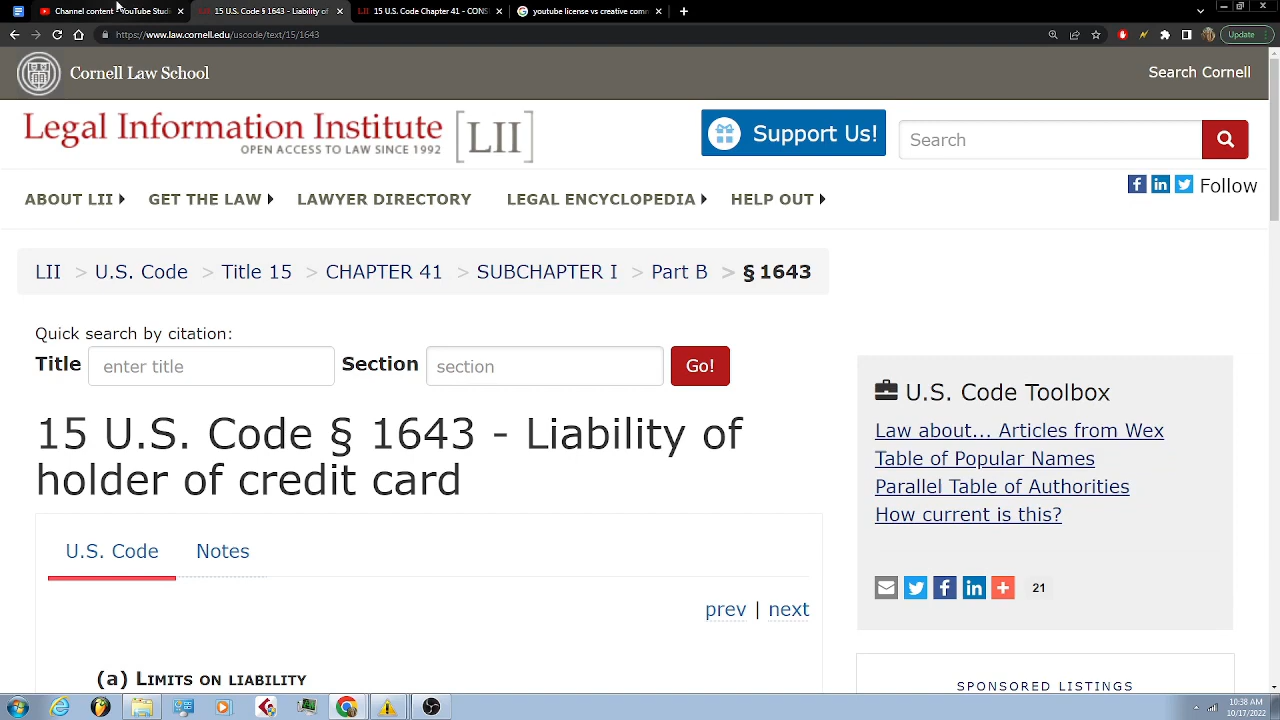 Channel content - YouTube Studi
15 U.S. Code § 1643 - Liability of
15 U.S. Code Chapter 41 - CONS
youtube license vs creative com
https://www.law.cornell.edu/uscode/text/15/1643
Update
Cornell Law School
Search Cornell
Legal Information Institute [LII]
OPEN ACCESS TO LAW SINCE 1992
Support Us!
Search
Follow
ABOUT LII
GET THE LAW
LAWYER DIRECTORY
LEGAL ENCYCLOPEDIA
HELP OUT
LII > U.S. Code > Title 15 > CHAPTER 41 > SUBCHAPTER I > Part B > § 1643
Quick search by citation:
Title enter title Section section Go!
15 U.S. Code § 1643 - Liability of
holder of credit card
U.S. Code Notes
prev | next
(a) LIMITS ON LIABILITY
U.S. Code Toolbox
Law about... Articles from Wex
Table of Popular Names
Parallel Table of Authorities
How current is this?
21
SPONSORED LISTINGS
10:38 AM
10/17/2022